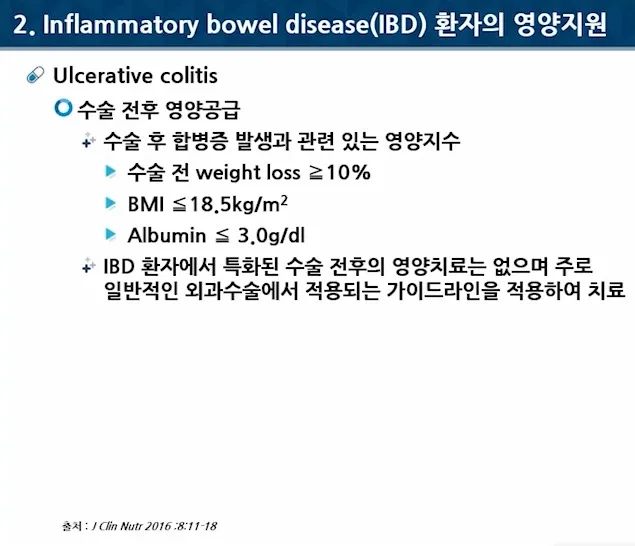 2. Inflammatory bowel disease(IBD) 환자의 영양지원
Ulcerative colitis
수술 전후 영양공급
수술 후 합병증 발생과 관련 있는 영양지수
수술 전 weight loss ≧10%
BMI ≦18.5kg/m²
Albumin ≦ 3.0g/dl
IBD 환자에서 특화된 수술 전후의 영양치료는 없으며 주로
일반적인 외과수술에서 적용되는 가이드라인을 적용하여 치료
출처 : J Clin Nutr 2016 :8:11-18